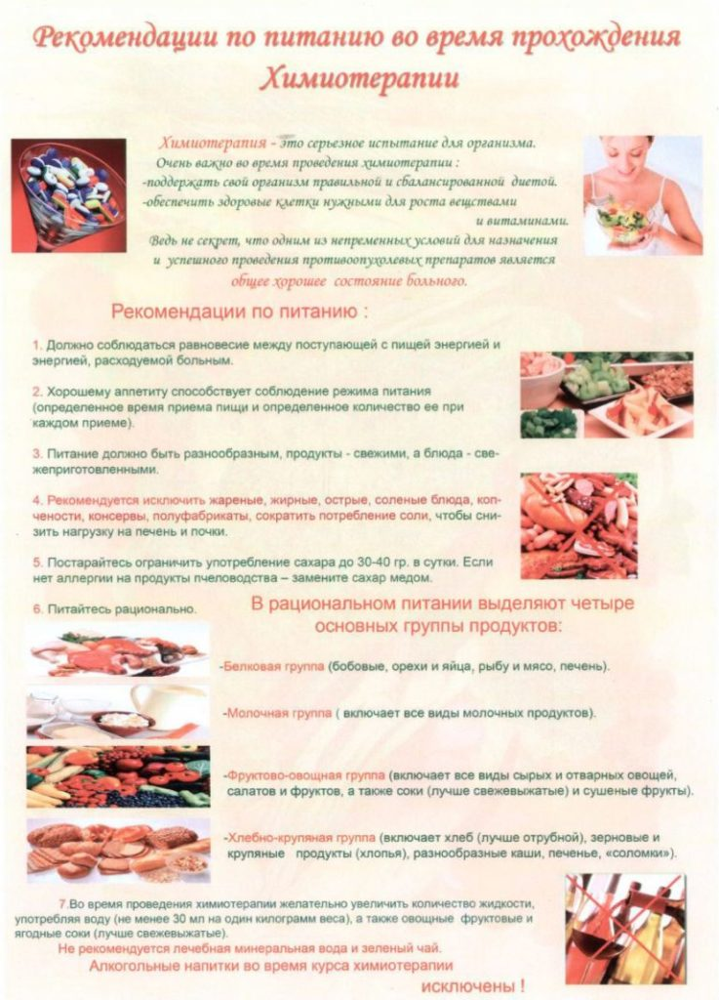 Рекомендации по питанию во время прохождения
Химиотерапии
Химиотерапия - это серьезное испытание для организма.
Очень важно во время проведения химиотерапии :
-поддержать свой организм правильной и сбалансированной диетой.
-обеспечить здоровые клетки нужными для роста веществами
и витаминами.
Ведь не секрет, что одним из непременных условий для назначения
и успешного проведения противоопухолевых препаратов является
общее хорошее состояние больного.
Рекомендации по питанию :
1. Должно соблюдаться равновесие между поступающей с пищей энергией и
энергией, расходуемой больным.
2. Хорошему аппетиту способствует соблюдение режима питания
(определенное время приема пищи и определенное количество ее при
каждом приеме).
3. Питание должно быть разнообразным, продукты - свежими, а блюда - све-
жеприготовленными.
4. Рекомендуется исключить жареные, жирные, острые, соленые блюда, коп-
чености, консервы, полуфабрикаты, сократить потребление соли, чтобы сни-
зить нагрузку на печень и почки.
5. Постарайтесь ограничить употребление сахара до 30-40 гр. в сутки. Если
нет аллергии на продукты пчеловодства – замените сахар медом.
6. Питайтесь рационально.
В рациональном питании выделяют четыре
основных группы продуктов:
-Белковая группа (бобовые, орехи и яйца, рыбу и мясо, печень).
-Молочная группа ( включает все виды молочных продуктов).
-Фруктово-овощная группа (включает все виды сырых и отварных овощей,
салатов и фруктов, а также соки (лучше свежевыжатые) и сушеные фрукты).
-Хлебно-крупяная группа (включает хлеб (лучше отрубной), зерновые и
крупяные продукты (хлопья), разнообразные каши, печенье, «соломки»).
7.Во время проведения химиотерапии желательно увеличить количество жидкости,
употребляя воду (не менее 30 мл на один килограмм веса), а также овощные фруктовые и
ягодные соки (лучше свежевыжатые).
Не рекомендуется лечебная минеральная вода и зеленый чай.
Алкогольные напитки во время курса химиотерапии
исключены !